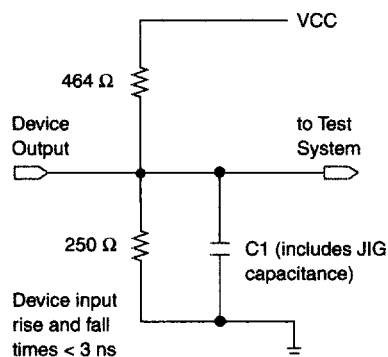 VCC
464 Ω
Device
Output
to Test
System
250 Ω
C1 (includes JIG
capacitance)
Device input
rise and fall
times < 3 ns